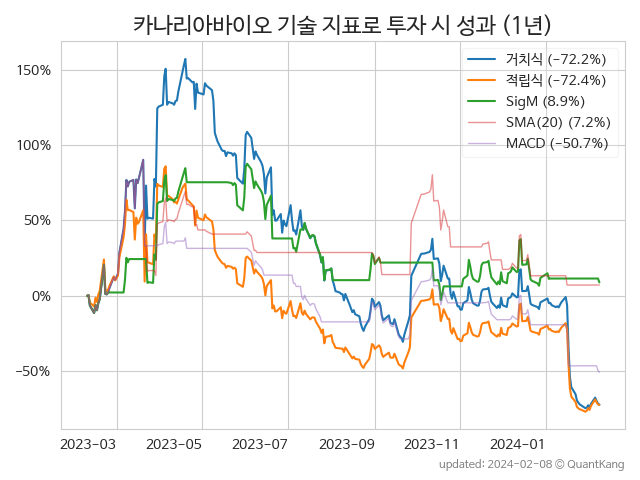 카나리아바이오 기술 지표로 투자 시 성과 (1년)
거치식 (−72.2%)
적립식 (−72.4%)
SigM (8.9%)
SMA(20) (7.2%)
MACD (−50.7%)
150%
100%
50%
0%
−50%
2023-03 2023-05 2023-07 2023-09 2023-11 2024-01
updated: 2024-02-08 ⓒ QuantKang